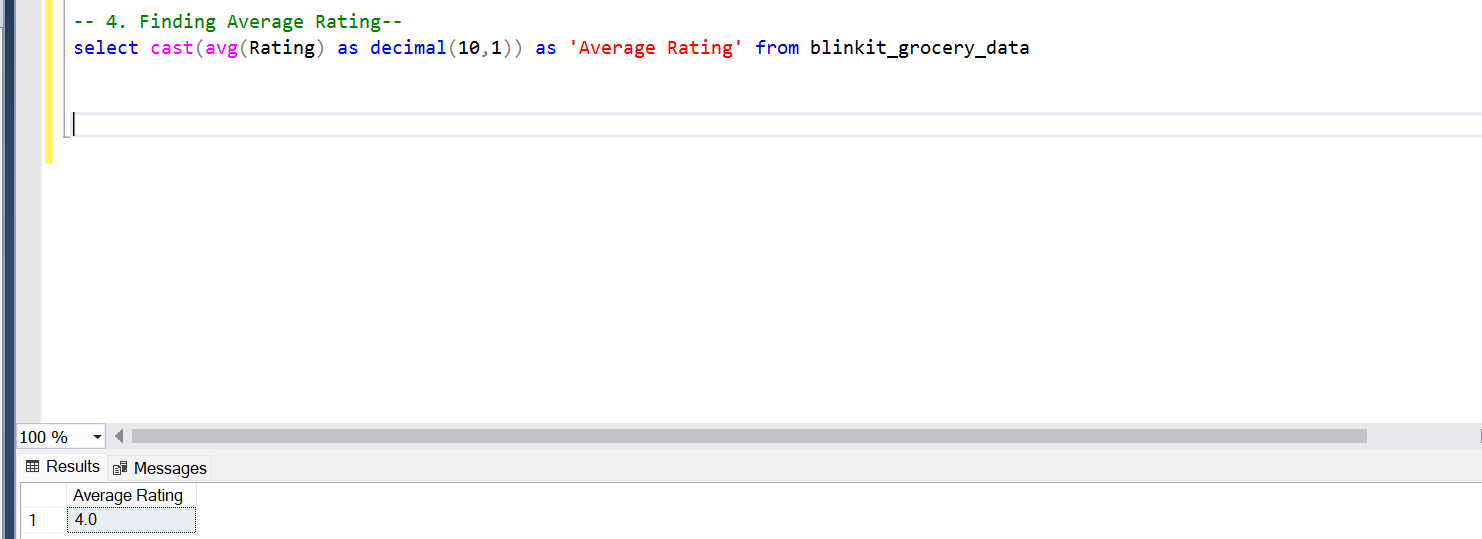 -- 4. Finding Average Rating--
select cast(avg(Rating) as decimal(10,1)) as 'Average Rating' from blinkit_grocery_data
100 %
Results Messages
Average Rating
1 4.0